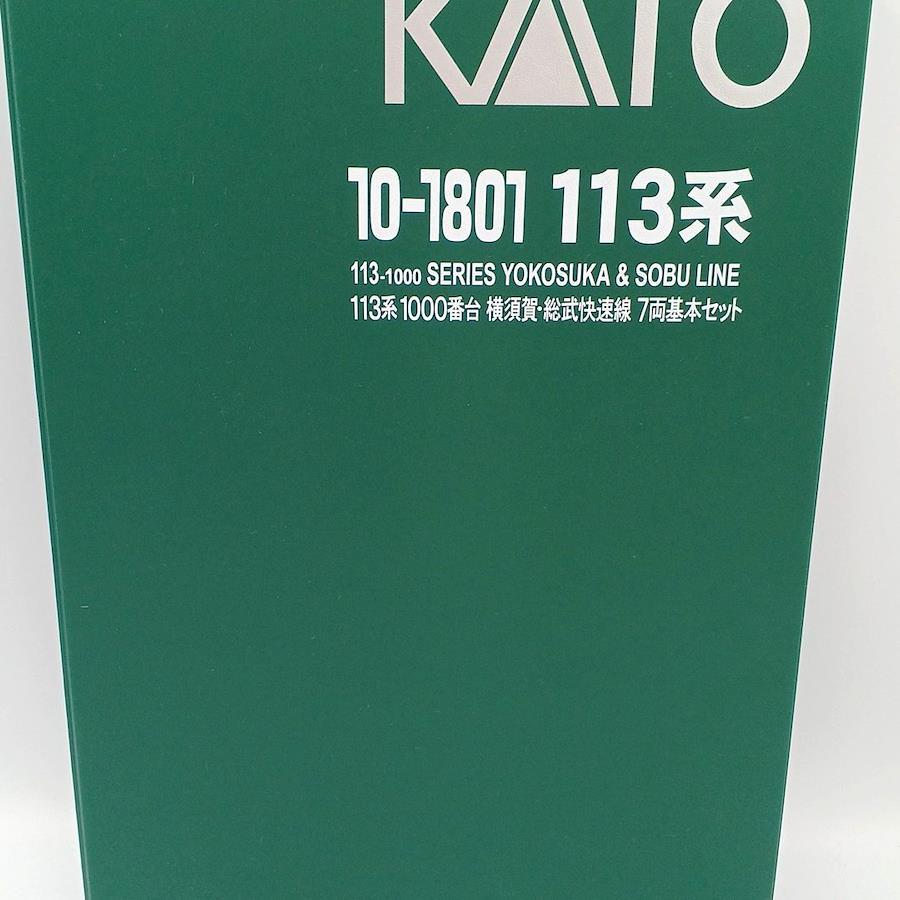 KATO
10-1801 113系
113-1000 SERIES YOKOSUKA & SOBU LINE
113系1000番台 横須賀・総武快速線 7両基本セット